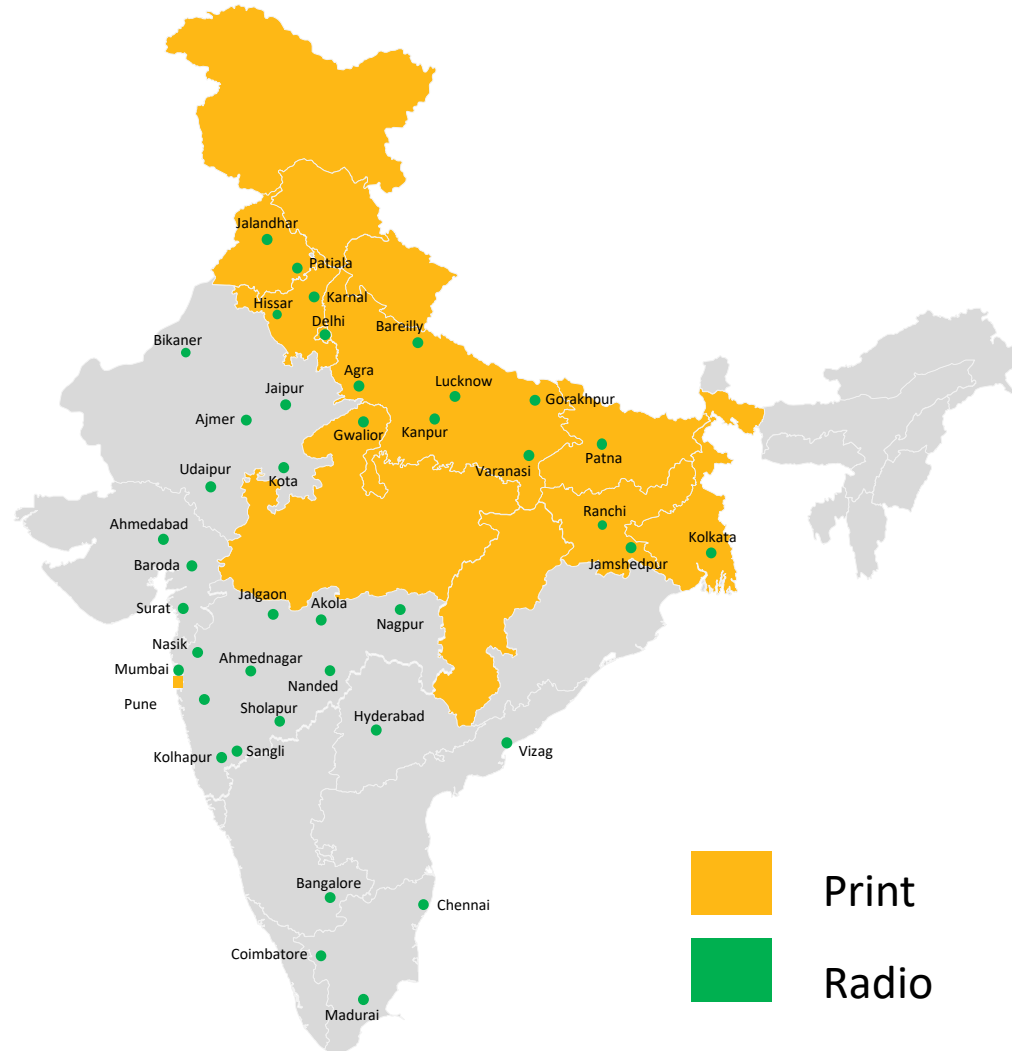 Jalandhar
Patiala
Karnal
Hissar
Delhi
Bareilly
Bikaner
Agra
Lucknow
Jaipur
Gorakhpur
Ajmer
Gwalior
Kanpur
Patna
Varanasi
Udaipur
Kota
Ranchi
Ahmedabad
Kolkata
Jamshedpur
Baroda
Jalgaon
Akola
Surat
Nagpur
Nasik
Ahmednagar
Mumbai
Nanded
Pune
Sholapur
Hyderabad
Sangli
Vizag
Kolhapur
Bangalore
Print
Chennai
Coimbatore
Radio
Madurai